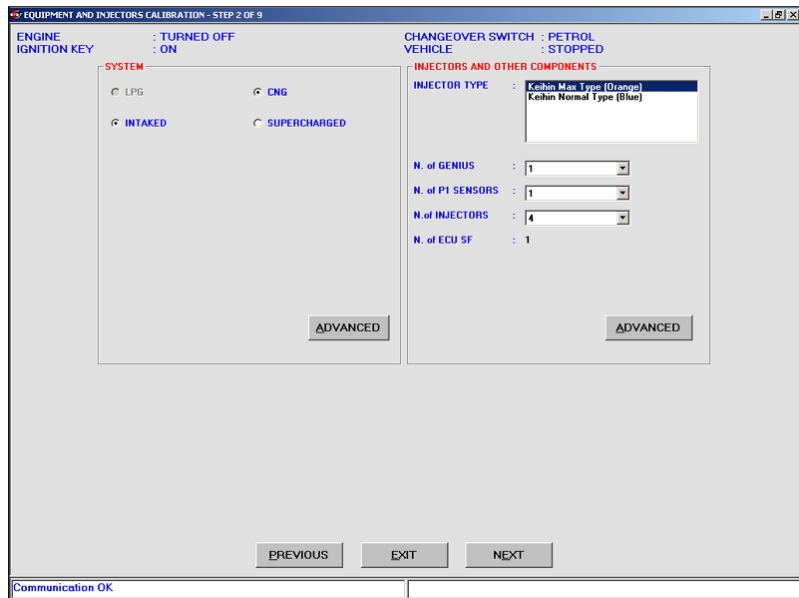 EQUIPMENT AND INJECTORS CALIBRATION - STEP 2 OF 9
ENGINE : TURNED OFF
IGNITION KEY : ON
CHANGEOVER SWITCH : PETROL
VEHICLE : STOPPED
SYSTEM
LPG CNG
INTAKED SUPERCHARGED
ADVANCED
INJECTORS AND OTHER COMPONENTS
INJECTOR TYPE : Keihin Max Type (Orange)
Keihin Normal Type (Blue)
N. of GENIUS : 1
N. of P1 SENSORS : 1
N.of INJECTORS : 4
N. of ECU SF : 1
ADVANCED
PREVIOUS EXIT NEXT
Communication OK